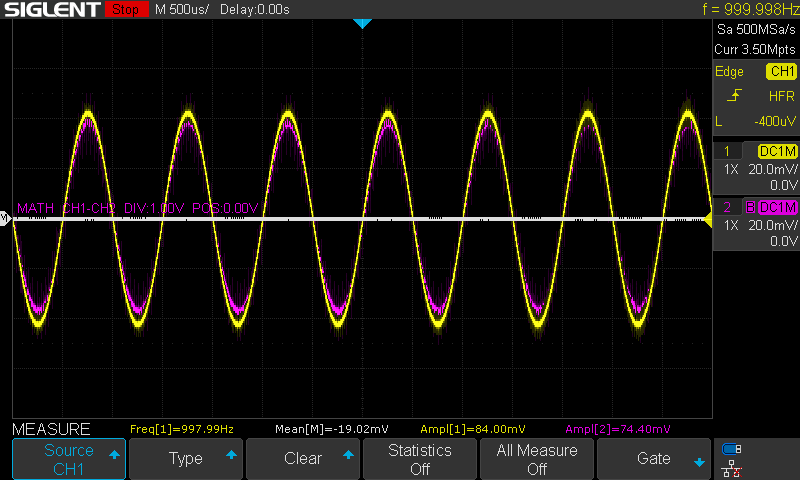 SIGLENT Stop M 500us/ Delay:0.00s f = 999.998Hz
Sa 500MSa/s
Curr 3.50Mpts
Edge CH1
HFR
L -400uV
1 DC1M
1X 20.0mV/
0.0V
2 B DC1M
1X 20.0mV/
0.0V
MATH CH1-CH2 DIV:1.00V POS:0.00V
M
MEASURE Freq[1]=997.99Hz Mean[M]=-19.02mV Ampl[1]=84.00mV Ampl[2]=74.40mV
Source
CH1
Type
Clear
Statistics
Off
All Measure
Off
Gate